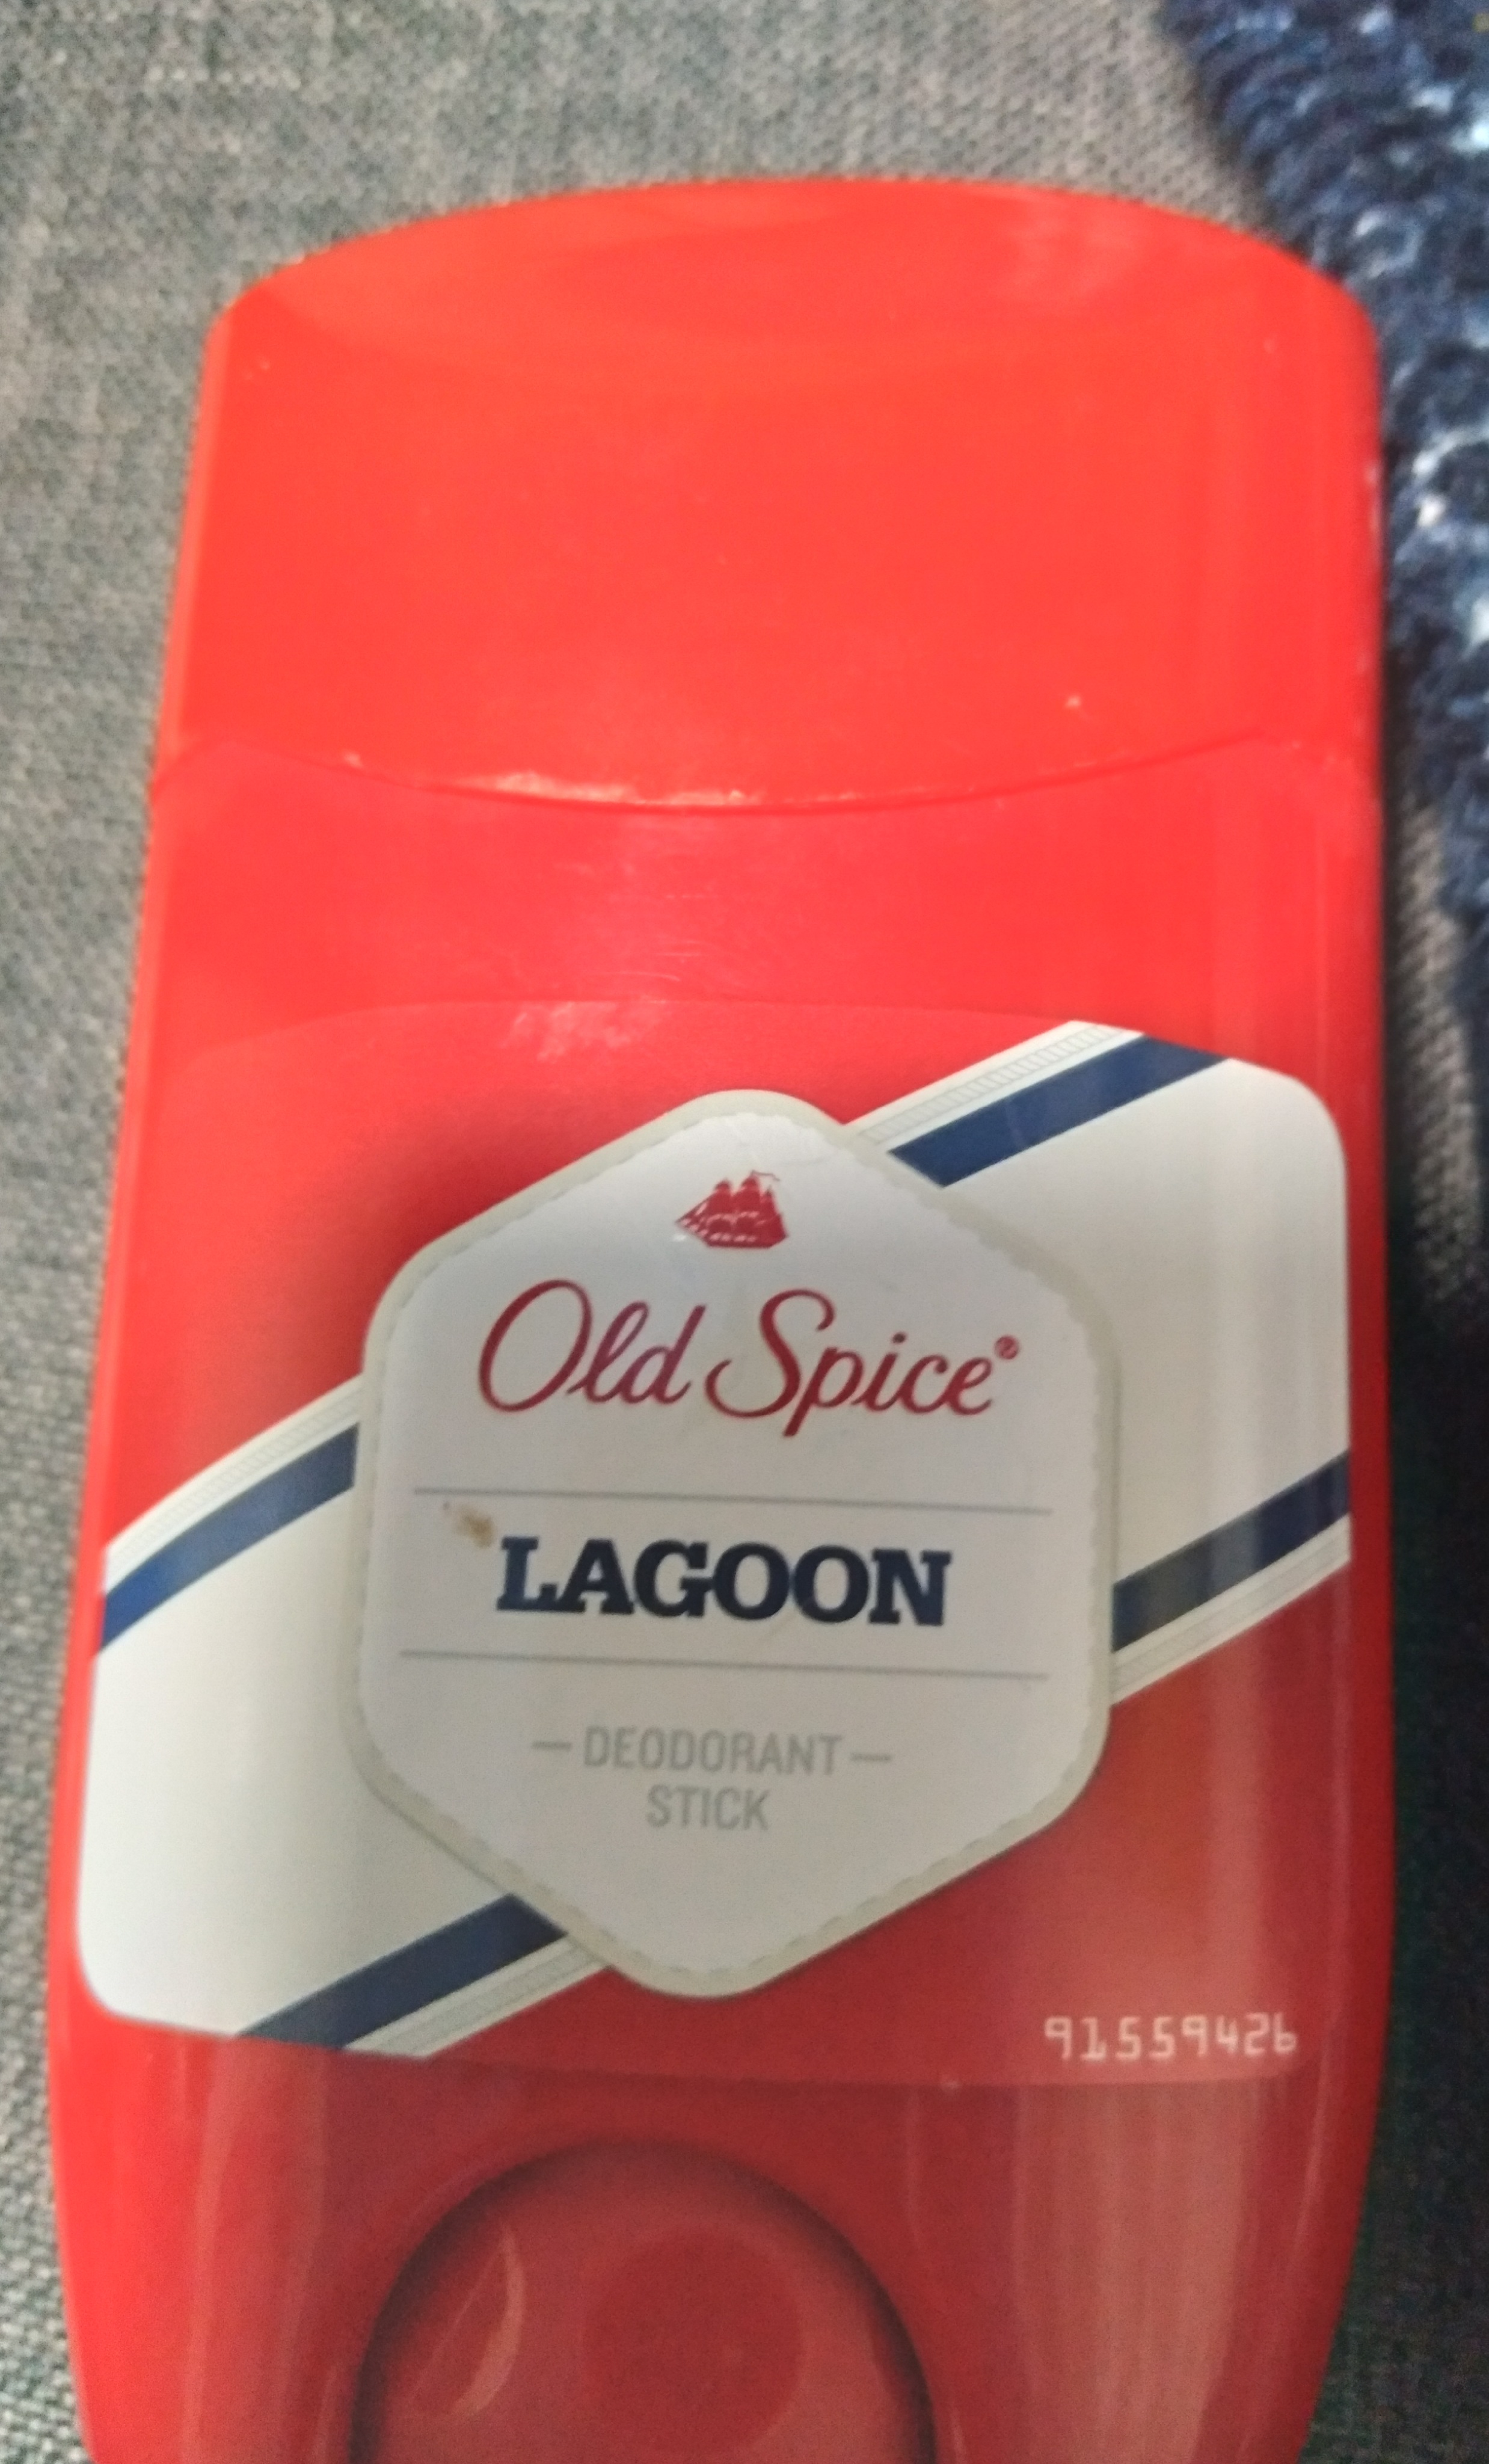 Old Spice®
LAGOON
— DEODORANT —
STICK
91559426